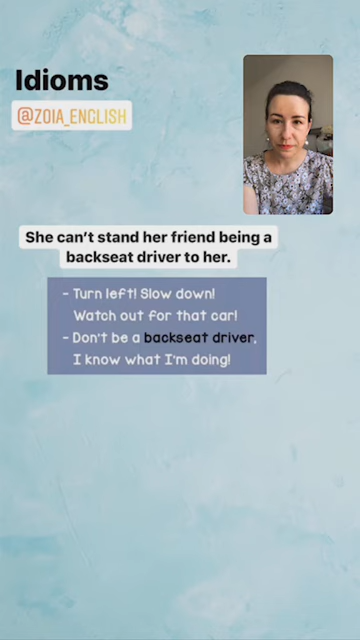 Idioms
@ZOIA_ENGLISH
She can't stand her friend being a
backseat driver to her.
- Turn left! Slow down!
Watch out for that car!
- Don't be a backseat driver,
I know what I'm doing!